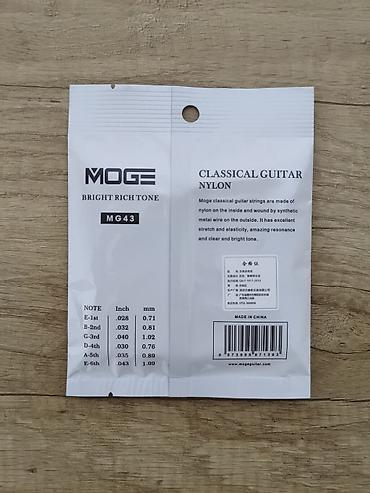 MOGE
BRIGHT RICH TONE
MG43
NOTE Inch mm
E-1st .028 0.71
B-2nd .032 0.81
G-3rd .040 1.02
D-4th .030 0.76
A-5th .035 0.89
E-6th .043 1.09
CLASSICAL GUITAR
NYLON
Moge classical guitar strings are made of
nylon on the inside and wound by synthetic
metal wire on the outside. It has excellent
stretch and elasticity, amazing resonance
and clear and bright tone.
合格证
MADE IN CHINA
www.mogeguitar.com